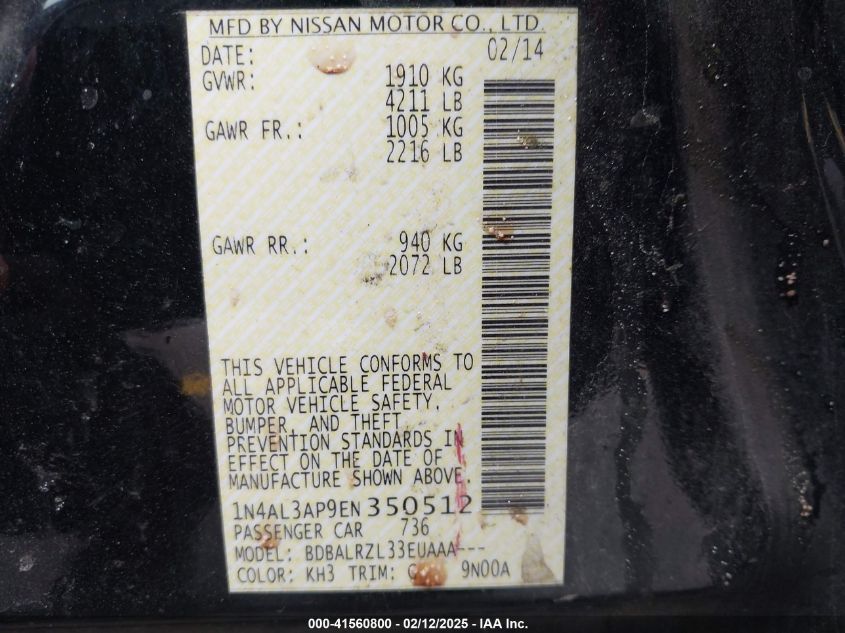 MFD BY NISSAN MOTOR CO., LTD.
DATE: 02/14
GVWR: 1910 KG
4211 LB
GAWR FR.: 1005 KG
2216 LB
GAWR RR.: 940 KG
2072 LB
THIS VEHICLE CONFORMS TO
ALL APPLICABLE FEDERAL
MOTOR VEHICLE SAFETY,
BUMPER, AND THEFT
PREVENTION STANDARDS IN
EFFECT ON THE DATE OF
MANUFACTURE SHOWN ABOVE.
1N4AL3AP9EN350512
PASSENGER CAR 736
MODEL: BDBALRZL33EUAAA---
COLOR: KH3 TRIM: 9N00A
000-41560800 - 02/12/2025 - IAA Inc.